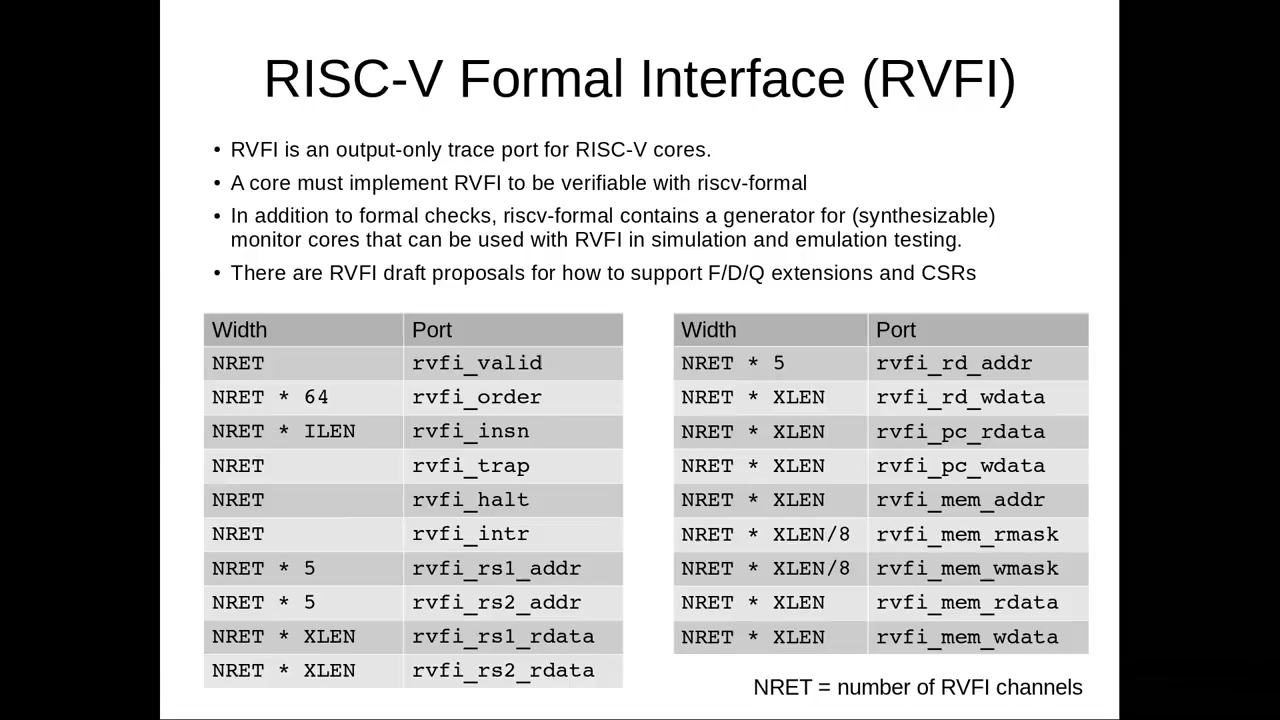 RISC-V Formal Interface (RVFI)
• RVFI is an output-only trace port for RISC-V cores.
• A core must implement RVFI to be verifiable with riscv-formal
• In addition to formal checks, riscv-formal contains a generator for (synthesizable)
monitor cores that can be used with RVFI in simulation and emulation testing.
• There are RVFI draft proposals for how to support F/D/Q extensions and CSRs
Width Port
NRET rvfi_valid
NRET * 64 rvfi_order
NRET * ILEN rvfi_insn
NRET rvfi_trap
NRET rvfi_halt
NRET rvfi_intr
NRET * 5 rvfi_rs1_addr
NRET * 5 rvfi_rs2_addr
NRET * XLEN rvfi_rs1_rdata
NRET * XLEN rvfi_rs2_rdata
Width Port
NRET * 5 rvfi_rd_addr
NRET * XLEN rvfi_rd_wdata
NRET * XLEN rvfi_pc_rdata
NRET * XLEN rvfi_pc_wdata
NRET * XLEN rvfi_mem_addr
NRET * XLEN/8 rvfi_mem_rmask
NRET * XLEN/8 rvfi_mem_wmask
NRET * XLEN rvfi_mem_rdata
NRET * XLEN rvfi_mem_wdata
NRET = number of RVFI channels